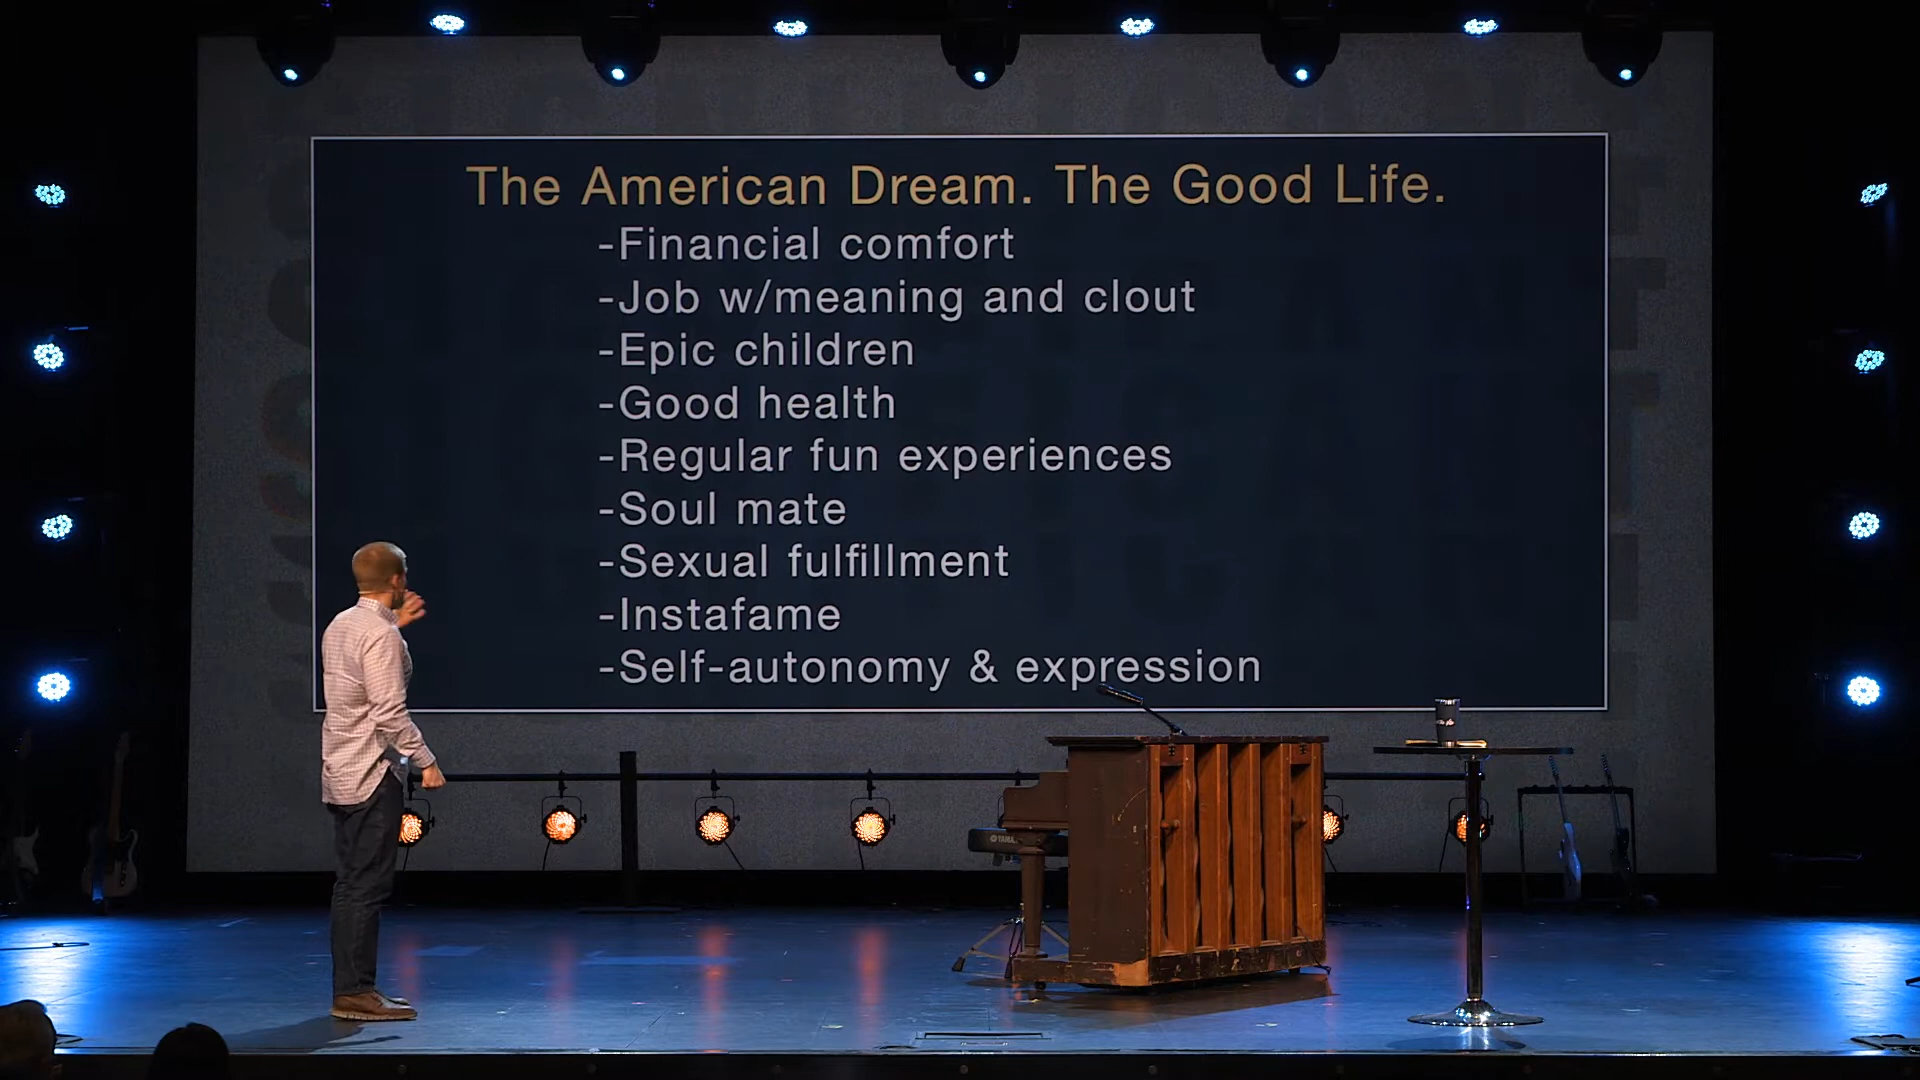 The American Dream. The Good Life.
-Financial comfort
-Job w/meaning and clout
-Epic children
-Good health
-Regular fun experiences
-Soul mate
-Sexual fulfillment
-Instafame
-Self-autonomy & expression